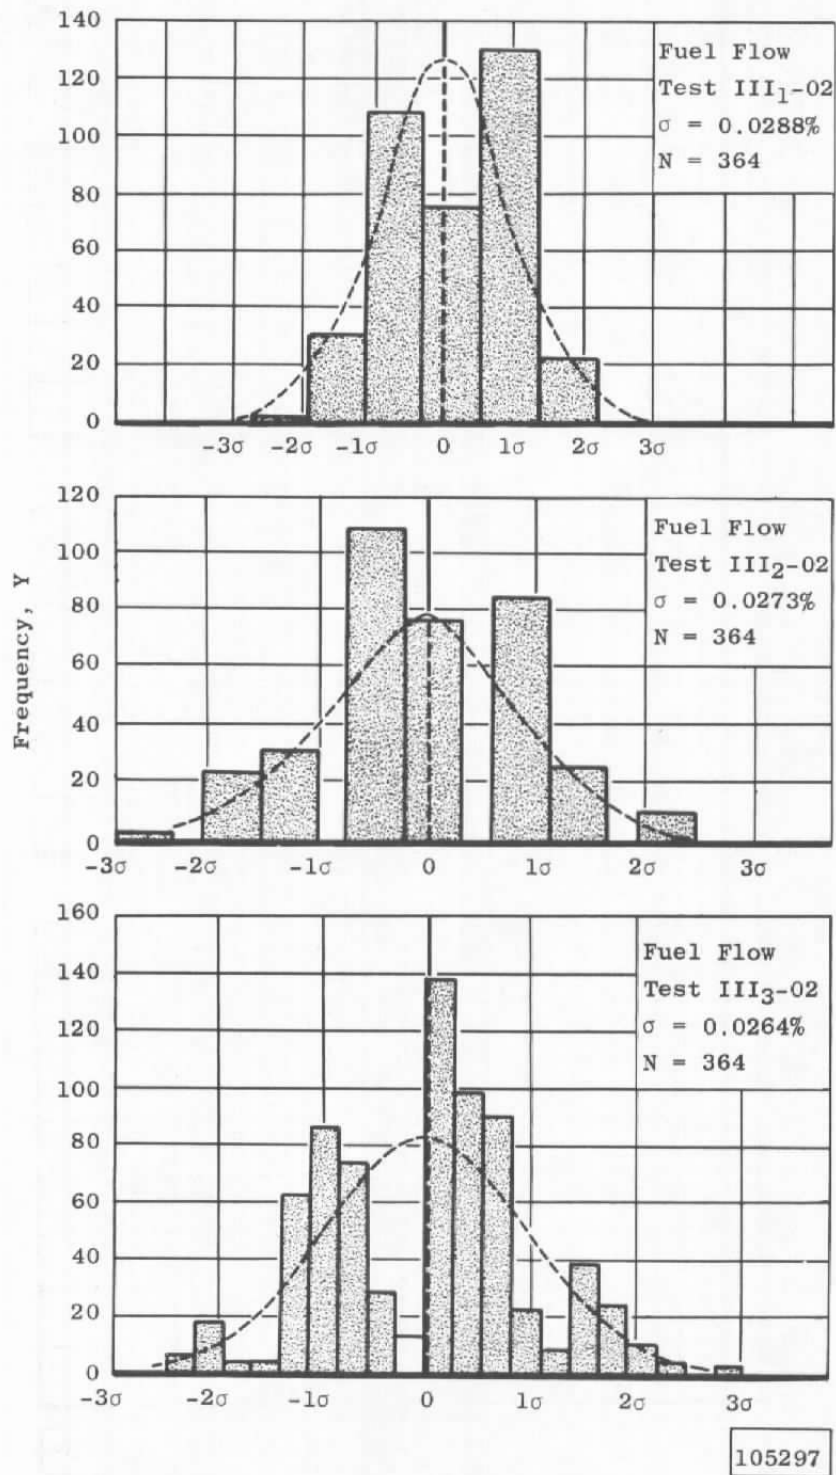 140
120
100
80
60
40
20
0
Fuel Flow
Test III₁-02
σ = 0.0288%
N = 364
-3σ -2σ -1σ 0 1σ 2σ 3σ
Frequency, Y
120
100
80
60
40
20
0
Fuel Flow
Test III₂-02
σ = 0.0273%
N = 364
-3σ -2σ -1σ 0 1σ 2σ 3σ
160
140
120
100
80
60
40
20
0
Fuel Flow
Test III₃-02
σ = 0.0264%
N = 364
-3σ -2σ -1σ 0 1σ 2σ 3σ
105297